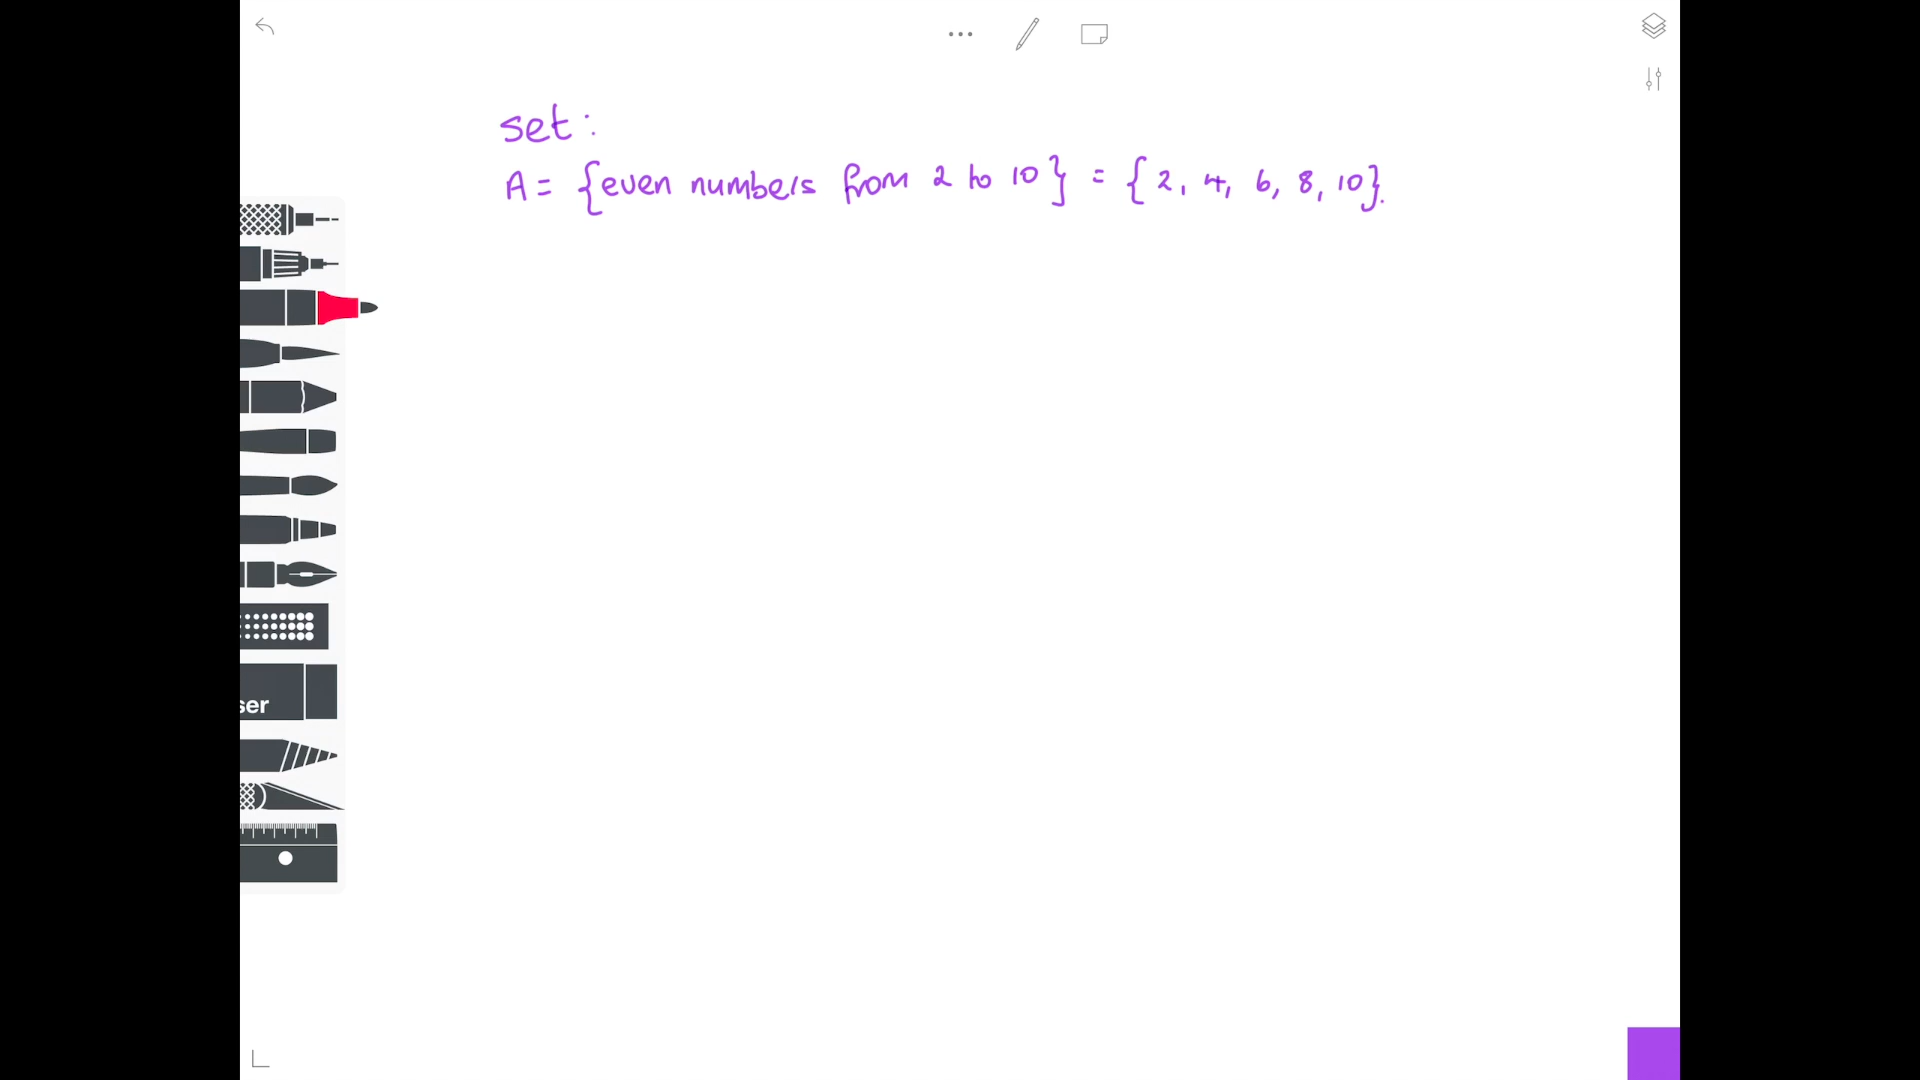 set:
A = {even numbers from 2 to 10} = {2, 4, 6, 8, 10}.
ser